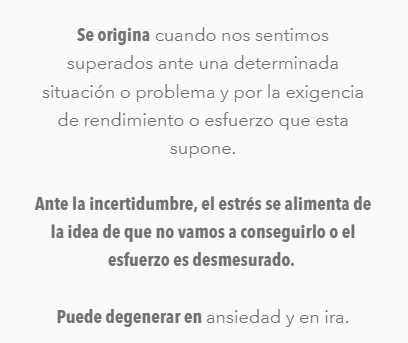 Se origina cuando nos sentimos
superados ante una determinada
situación o problema y por la exigencia
de rendimiento o esfuerzo que esta
supone.
Ante la incertidumbre, el estrés se alimenta de
la idea de que no vamos a conseguirlo o el
esfuerzo es desmesurado.
Puede degenerar en ansiedad y en ira.